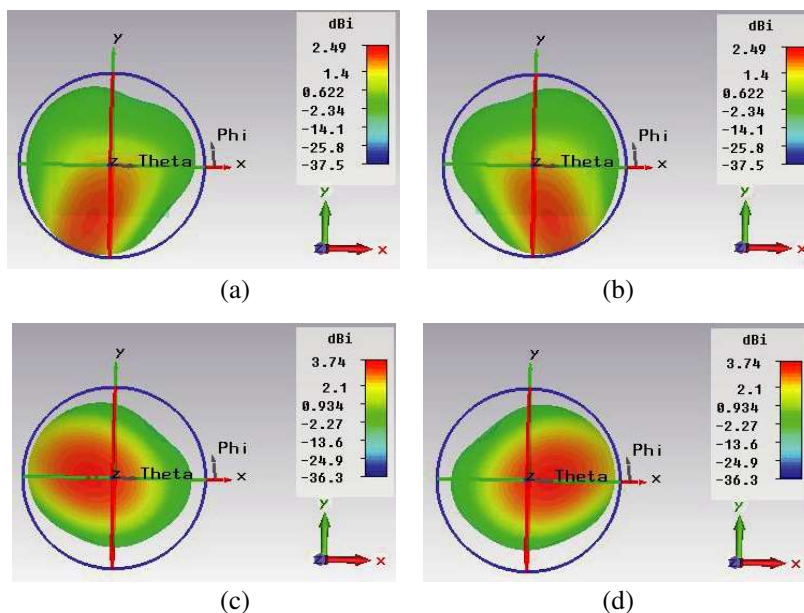 dBi
2.49
1.4
0.622
-2.34
-14.1
-25.8
-37.5
y
Phi
z Theta x
y
z x
(a)
dBi
2.49
1.4
0.622
-2.34
-14.1
-25.8
-37.5
y
Phi
z Theta x
y
z x
(b)
dBi
3.74
2.1
0.934
-2.27
-13.6
-24.9
-36.3
y
Phi
z Theta x
y
z x
(c)
dBi
3.74
2.1
0.934
-2.27
-13.6
-24.9
-36.3
y
Phi
z Theta x
y
z x
(d)